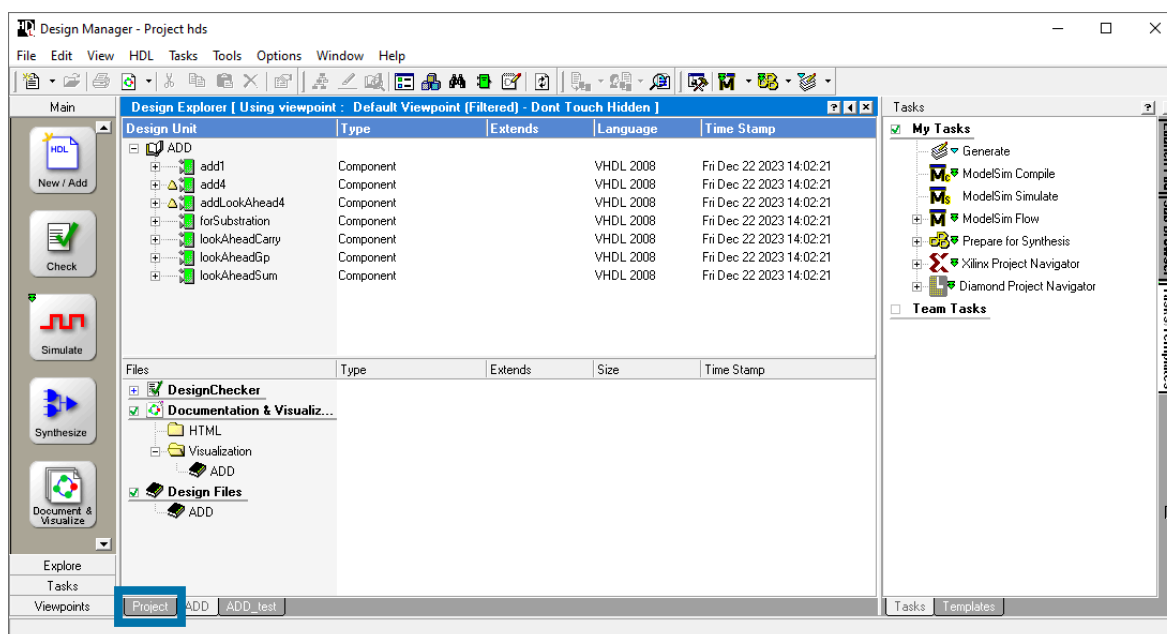 Design Manager - Project hds
File Edit View HDL Tasks Tools Options Window Help
Main
HDL
New / Add
Check
Simulate
Synthesize
Document &
Visualize
Explore
Tasks
Viewpoints
Design Explorer [ Using viewpoint : Default Viewpoint (Filtered) - Dont Touch Hidden ]
Design Unit Type Extends Language Time Stamp
ADD
add1 Component VHDL 2008 Fri Dec 22 2023 14:02:21
add4 Component VHDL 2008 Fri Dec 22 2023 14:02:21
addLookAhead4 Component VHDL 2008 Fri Dec 22 2023 14:02:21
forSubstration Component VHDL 2008 Fri Dec 22 2023 14:02:21
lookAheadCarry Component VHDL 2008 Fri Dec 22 2023 14:02:21
lookAheadGp Component VHDL 2008 Fri Dec 22 2023 14:02:21
lookAheadSum Component VHDL 2008 Fri Dec 22 2023 14:02:21
Files Type Extends Size Time Stamp
DesignChecker
Documentation & Visualiz...
HTML
Visualization
ADD
Design Files
ADD
Project ADD ADD_test
Tasks
My Tasks
Generate
ModelSim Compile
ModelSim Simulate
ModelSim Flow
Prepare for Synthesis
Xilinx Project Navigator
Diamond Project Navigator
Team Tasks
Tasks Templates